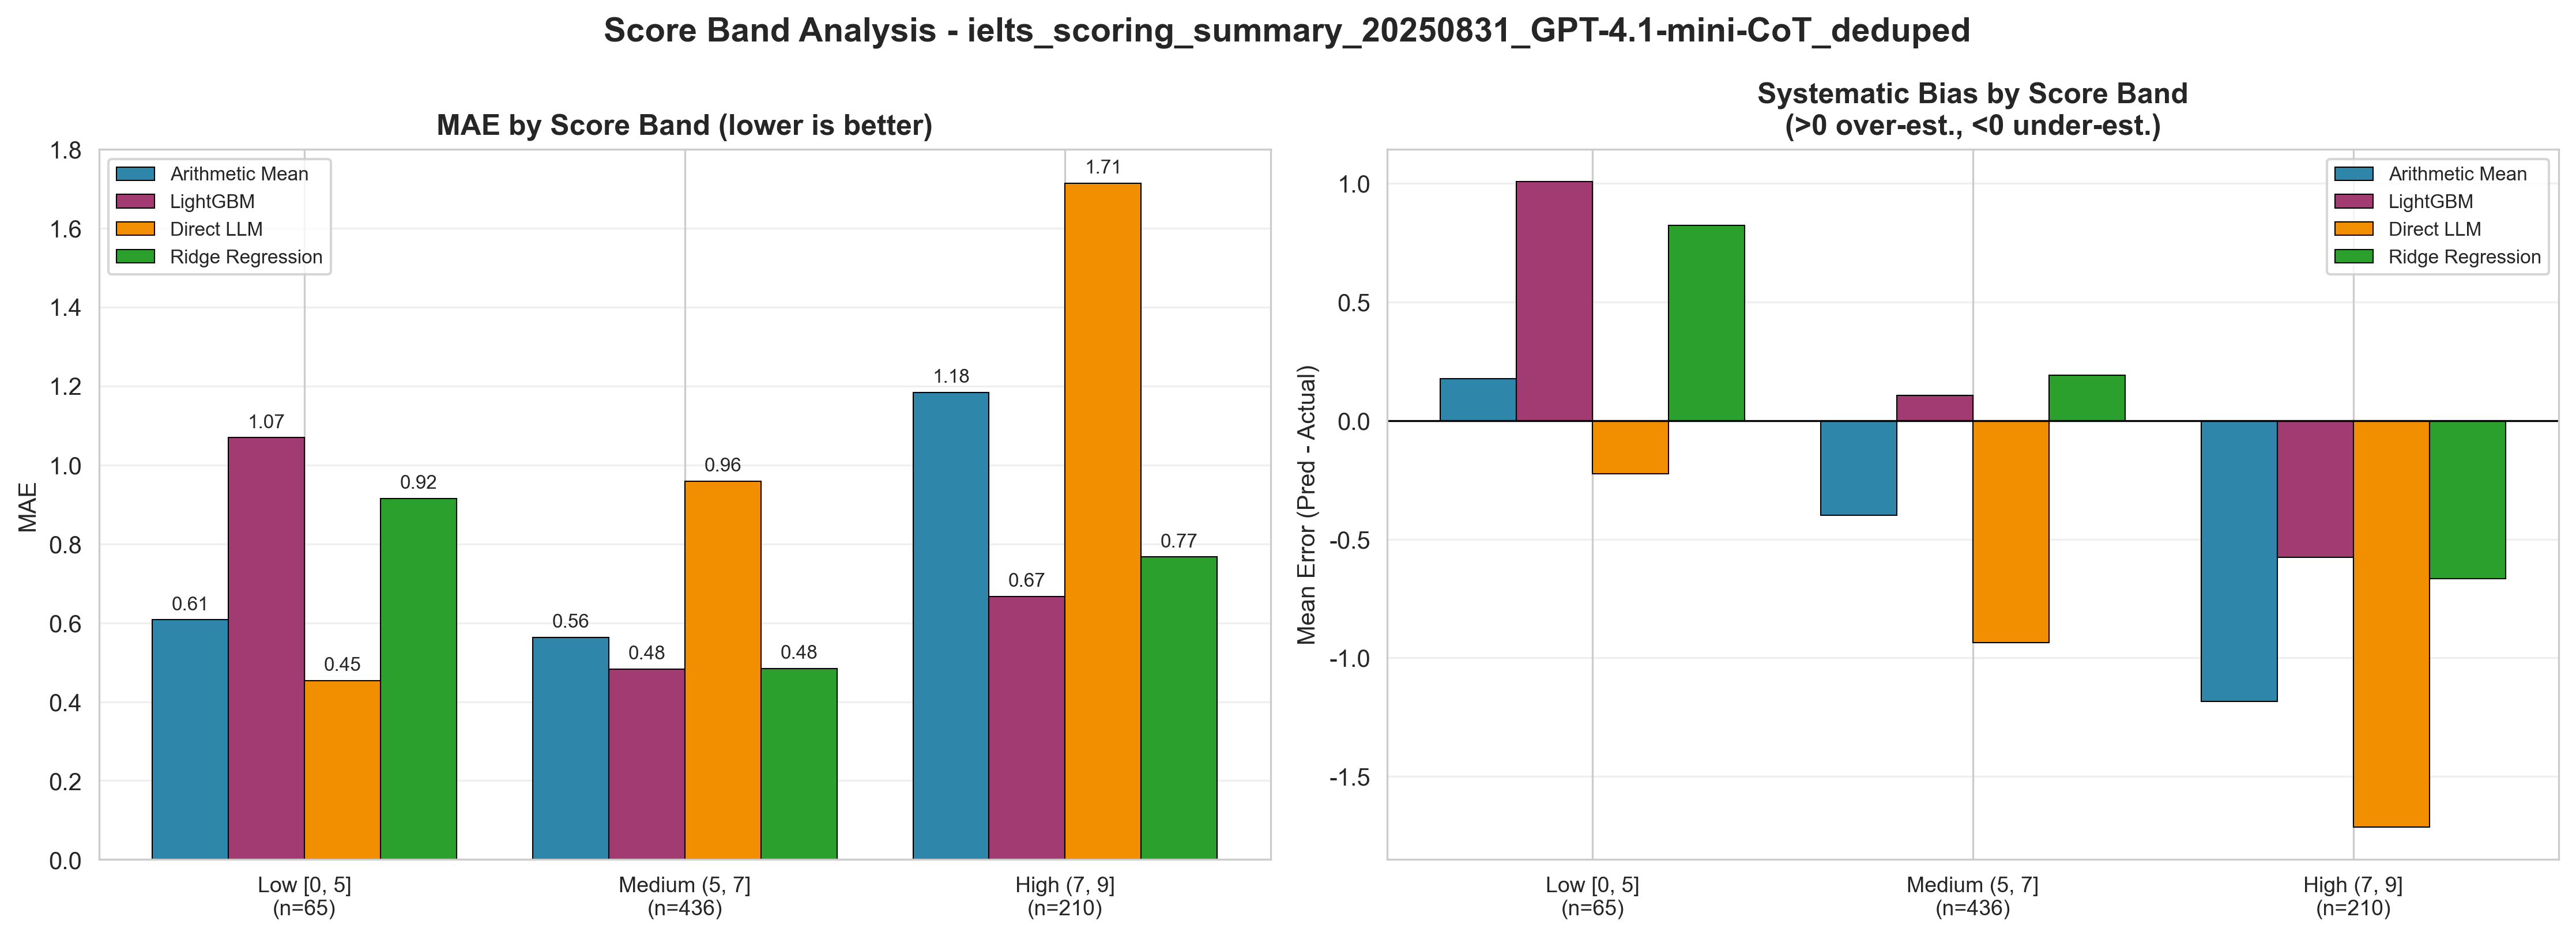 Score Band Analysis - ielts_scoring_summary_20250831_GPT-4.1-mini-CoT_deduped
MAE by Score Band (lower is better)
MAE
1.8
1.6
1.4
1.2
1.0
0.8
0.6
0.4
0.2
0.0
Arithmetic Mean
LightGBM
Direct LLM
Ridge Regression
0.61
1.07
0.45
0.92
0.56
0.48
0.96
0.48
1.18
0.67
1.71
0.77
Low [0, 5]
(n=65)
Medium (5, 7]
(n=436)
High (7, 9]
(n=210)
Systematic Bias by Score Band
(>0 over-est., <0 under-est.)
Mean Error (Pred - Actual)
1.0
0.5
0.0
-0.5
-1.0
-1.5
Arithmetic Mean
LightGBM
Direct LLM
Ridge Regression
Low [0, 5]
(n=65)
Medium (5, 7]
(n=436)
High (7, 9]
(n=210)